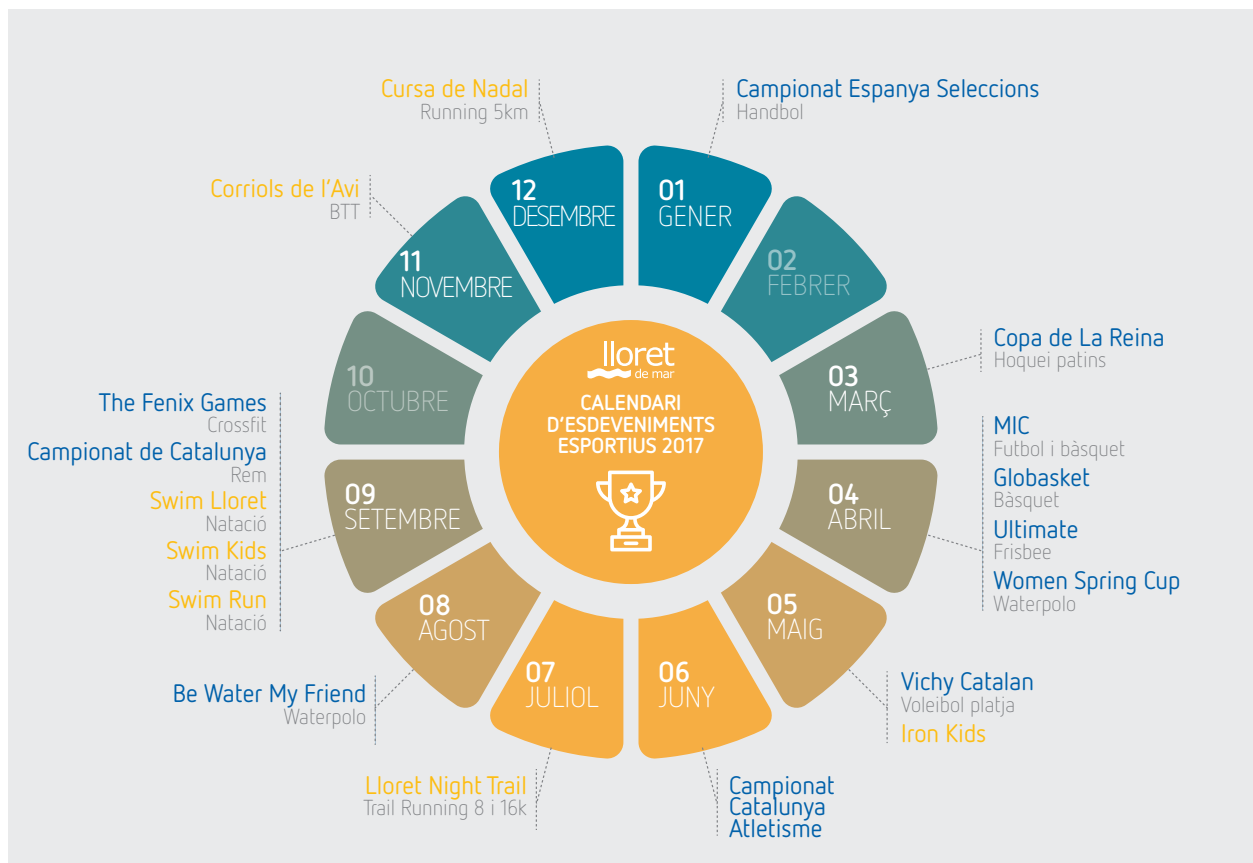 Cursa de Nadal
Running 5km
Campionat Espanya Seleccions
Handbol
Corriols de l'Avi
BTT
12
DESEMBRE
01
GENER
11
NOVEMBRE
02
FEBRER
Copa de La Reina
Hoquei patins
10
OCTUBRE
03
MARÇ
lloret
de mar
CALENDARI
D'ESDEVENIMENTS
ESPORTIUS 2017
The Fenix Games
Crossfit
Campionat de Catalunya
Rem
Swim Lloret
Natació
Swim Kids
Natació
Swim Run
Natació
MIC
Futbol i bàsquet
Globasket
Bàsquet
Ultimate
Frisbee
Women Spring Cup
Waterpolo
09
SETEMBRE
04
ABRIL
08
AGOST
05
MAIG
07
JULIOL
06
JUNY
Be Water My Friend
Waterpolo
Vichy Catalan
Voleibol platja
Iron Kids
Lloret Night Trail
Trail Running 8 i 16k
Campionat
Catalunya
Atletisme